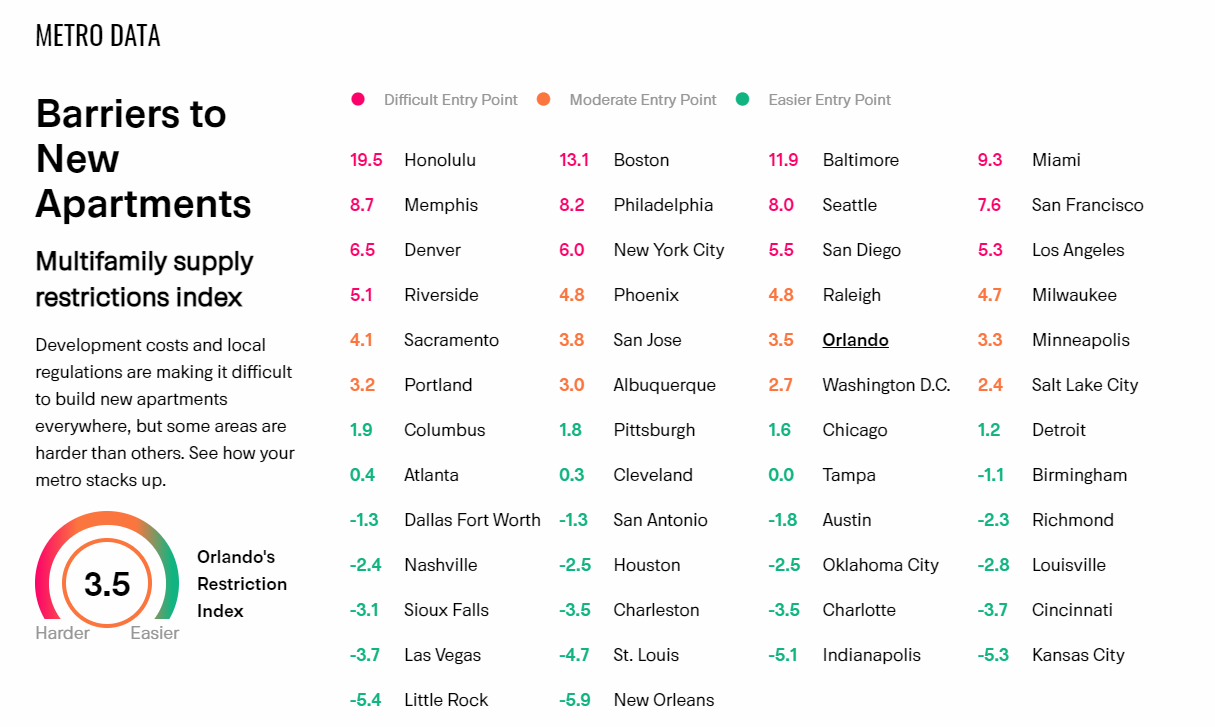 METRO DATA
Barriers to
New
Apartments
Multifamily supply
restrictions index
Development costs and local
regulations are making it difficult
to build new apartments
everywhere, but some areas are
harder than others. See how your
metro stacks up.
3.5
Harder Easier
Orlando's
Restriction
Index
Difficult Entry Point Moderate Entry Point Easier Entry Point
19.5 Honolulu 13.1 Boston 11.9 Baltimore 9.3 Miami
8.7 Memphis 8.2 Philadelphia 8.0 Seattle 7.6 San Francisco
6.5 Denver 6.0 New York City 5.5 San Diego 5.3 Los Angeles
5.1 Riverside 4.8 Phoenix 4.8 Raleigh 4.7 Milwaukee
4.1 Sacramento 3.8 San Jose 3.5 Orlando 3.3 Minneapolis
3.2 Portland 3.0 Albuquerque 2.7 Washington D.C. 2.4 Salt Lake City
1.9 Columbus 1.8 Pittsburgh 1.6 Chicago 1.2 Detroit
0.4 Atlanta 0.3 Cleveland 0.0 Tampa -1.1 Birmingham
-1.3 Dallas Fort Worth -1.3 San Antonio -1.8 Austin -2.3 Richmond
-2.4 Nashville -2.5 Houston -2.5 Oklahoma City -2.8 Louisville
-3.1 Sioux Falls -3.5 Charleston -3.5 Charlotte -3.7 Cincinnati
-3.7 Las Vegas -4.7 St. Louis -5.1 Indianapolis -5.3 Kansas City
-5.4 Little Rock -5.9 New Orleans